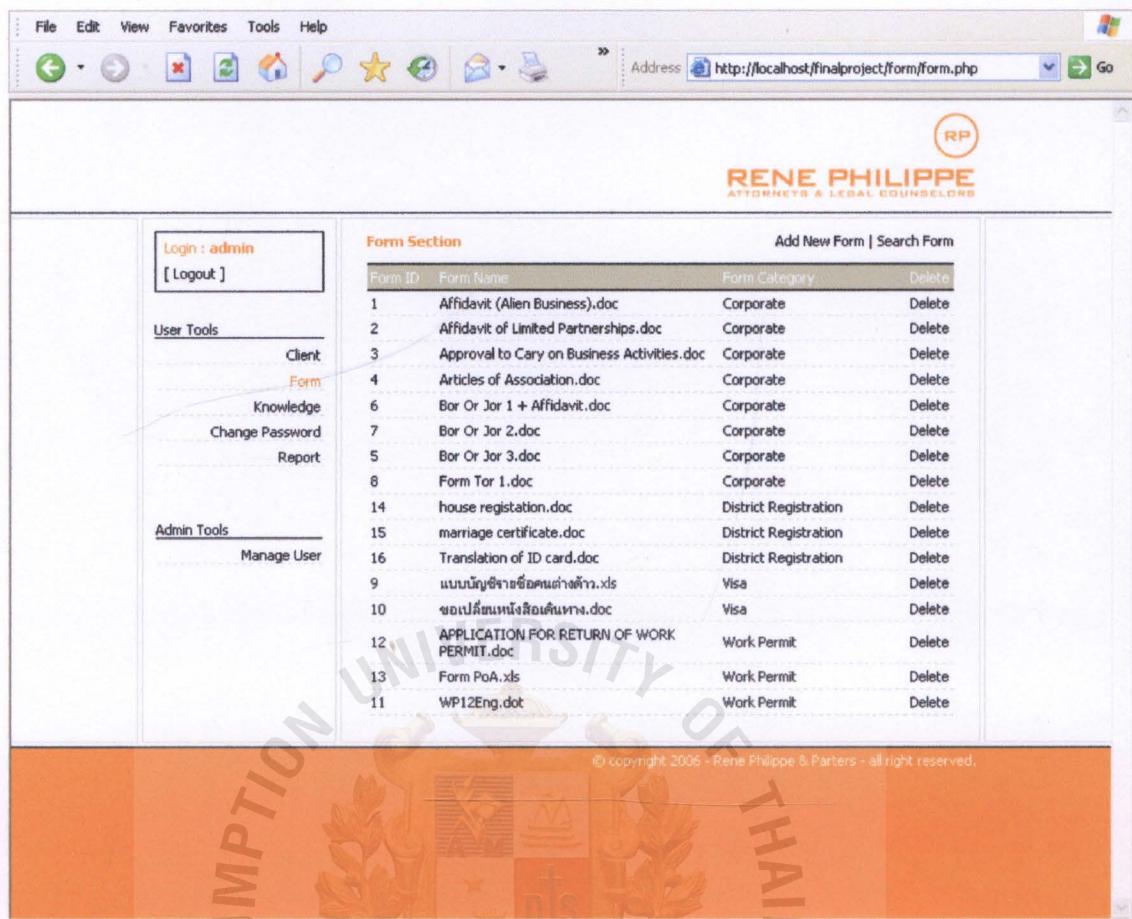 File Edit View Favorites Tools Help
» Address http://localhost/finalproject/form/form.php Go
RP
RENE PHILIPPE
ATTORNETS & LEGAL COUNSELORS
Login : admin
[ Logout ]
User Tools
Client
Form
Knowledge
Change Password
Report
Admin Tools
Manage User
Form Section Add New Form | Search Form
Form ID Form Name Form Category Delete
1 Affidavit (Alien Business).doc Corporate Delete
2 Affidavit of Limited Partnerships.doc Corporate Delete
3 Approval to Cary on Business Activities.doc Corporate Delete
4 Articles of Association.doc Corporate Delete
6 Bor Or Jor 1 + Affidavit.doc Corporate Delete
7 Bor Or Jor 2.doc Corporate Delete
5 Bor Or Jor 3.doc Corporate Delete
8 Form Tor 1.doc Corporate Delete
14 house registation.doc District Registration Delete
15 marriage certificate.doc District Registration Delete
16 Translation of ID card.doc District Registration Delete
9 แบบบัญชีรายชื่อคนต่างด้าว.xls Visa Delete
10 ขอเปลี่ยนหนังสือเดินทาง.doc Visa Delete
12 APPLICATION FOR RETURN OF WORK
PERMIT.doc Work Permit Delete
13 Form PoA.xls Work Permit Delete
11 WP12Eng.dot Work Permit Delete
© copyright 2006 - Rene Philippe & Parters - all right reserved.
UMPTION UNIVERSITY OF THAI